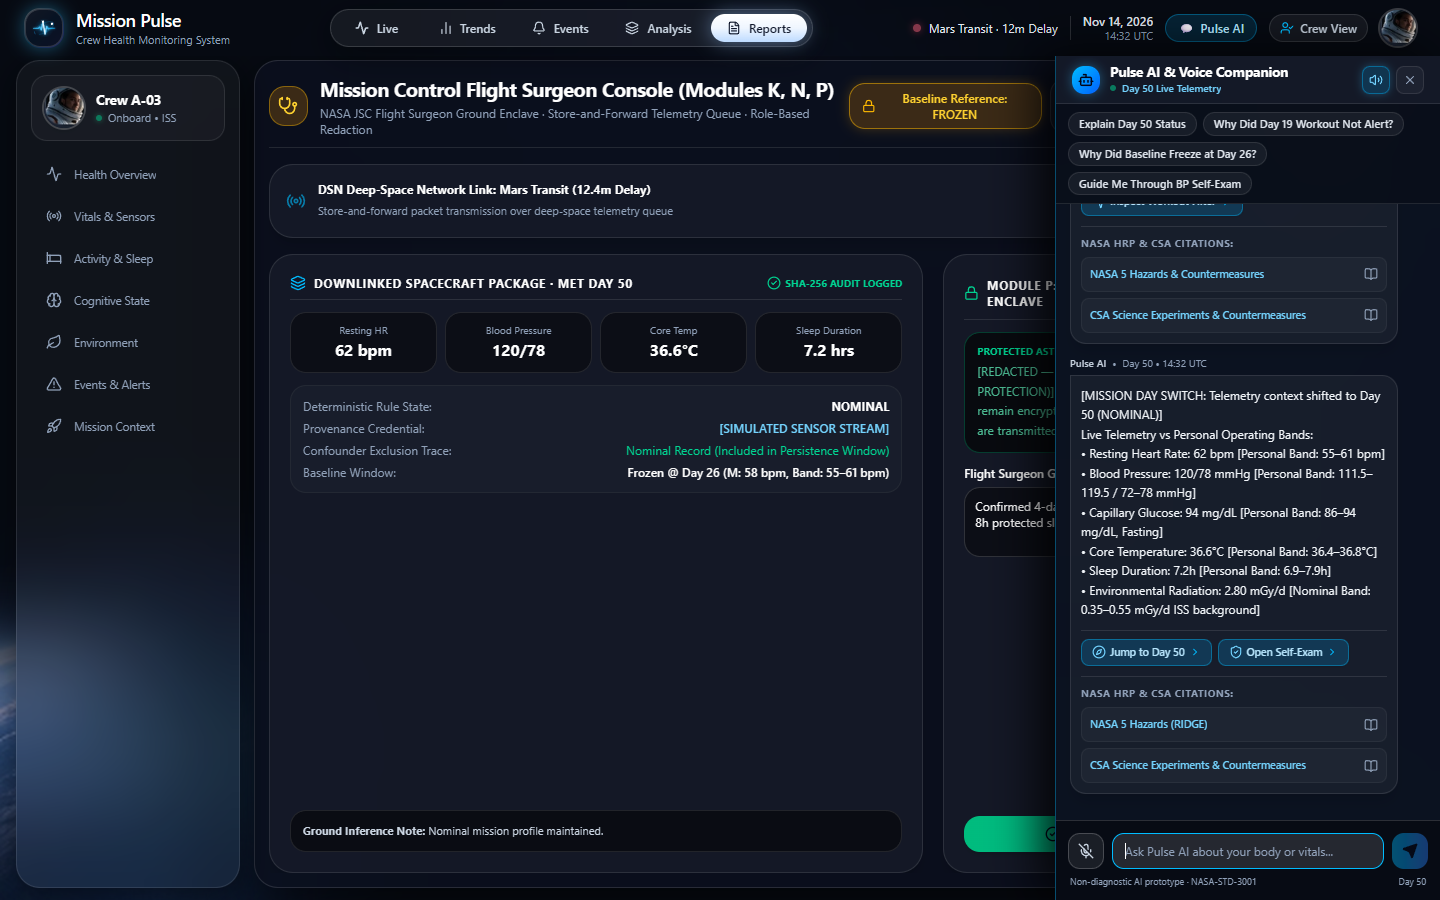 Mission Pulse
Crew Health Monitoring System
Live
Trends
Events
Analysis
Reports
Mars Transit · 12m Delay
Nov 14, 2026
14:32 UTC
Pulse AI
Crew View
Crew A-03
Onboard • ISS
Health Overview
Vitals & Sensors
Activity & Sleep
Cognitive State
Environment
Events & Alerts
Mission Context
Mission Control Flight Surgeon Console (Modules K, N, P)
NASA JSC Flight Surgeon Ground Enclave · Store-and-Forward Telemetry Queue · Role-Based
Redaction
Baseline Reference:
FROZEN
DSN Deep-Space Network Link: Mars Transit (12.4m Delay)
Store-and-forward packet transmission over deep-space telemetry queue
DOWNLINKED SPACECRAFT PACKAGE · MET DAY 50
SHA-256 AUDIT LOGGED
Resting HR
62 bpm
Blood Pressure
120/78
Core Temp
36.6°C
Sleep Duration
7.2 hrs
Deterministic Rule State:
NOMINAL
Provenance Credential:
[SIMULATED SENSOR STREAM]
Confounder Exclusion Trace:
Nominal Record (Included in Persistence Window)
Baseline Window:
Frozen @ Day 26 (M: 58 bpm, Band: 55–61 bpm)
Ground Inference Note: Nominal mission profile maintained.
MODULE P:
ENCLAVE
PROTECTED AST
[REDACTED —
PROTECTION)]
remain encrypt
are transmitted
Flight Surgeon G
Confirmed 4-da
8h protected sl
Pulse AI & Voice Companion
Day 50 Live Telemetry
Explain Day 50 Status
Why Did Day 19 Workout Not Alert?
Why Did Baseline Freeze at Day 26?
Guide Me Through BP Self-Exam
NASA HRP & CSA CITATIONS:
NASA 5 Hazards & Countermeasures
CSA Science Experiments & Countermeasures
Pulse AI • Day 50 • 14:32 UTC
[MISSION DAY SWITCH: Telemetry context shifted to Day
50 (NOMINAL)]
Live Telemetry vs Personal Operating Bands:
• Resting Heart Rate: 62 bpm [Personal Band: 55–61 bpm]
• Blood Pressure: 120/78 mmHg [Personal Band: 111.5–
119.5 / 72–78 mmHg]
• Capillary Glucose: 94 mg/dL [Personal Band: 86–94
mg/dL, Fasting]
• Core Temperature: 36.6°C [Personal Band: 36.4–36.8°C]
• Sleep Duration: 7.2h [Personal Band: 6.9–7.9h]
• Environmental Radiation: 2.80 mGy/d [Nominal Band:
0.35–0.55 mGy/d ISS background]
Jump to Day 50
Open Self-Exam
NASA HRP & CSA CITATIONS:
NASA 5 Hazards (RIDGE)
CSA Science Experiments & Countermeasures
Ask Pulse AI about your body or vitals...
Non-diagnostic AI prototype · NASA-STD-3001
Day 50